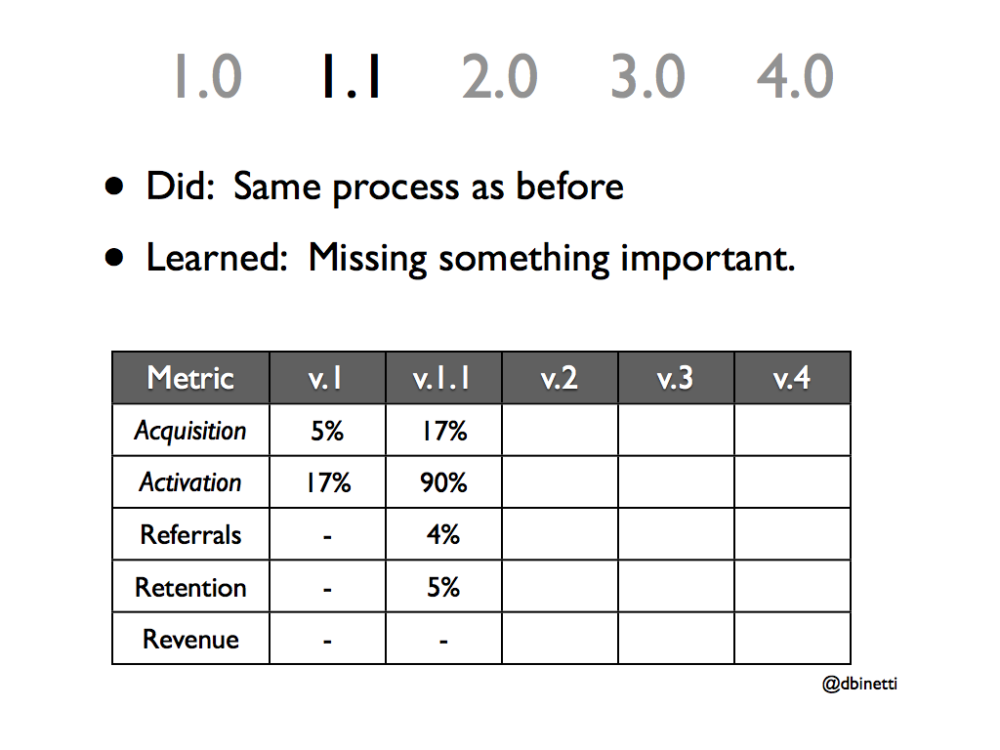 1.0 1.1 2.0 3.0 4.0
• Did: Same process as before
• Learned: Missing something important.
Metric v.1 v.1.1 v.2 v.3 v.4
Acquisition 5% 17%
Activation 17% 90%
Referrals - 4%
Retention - 5%
Revenue - -
@dbinetti